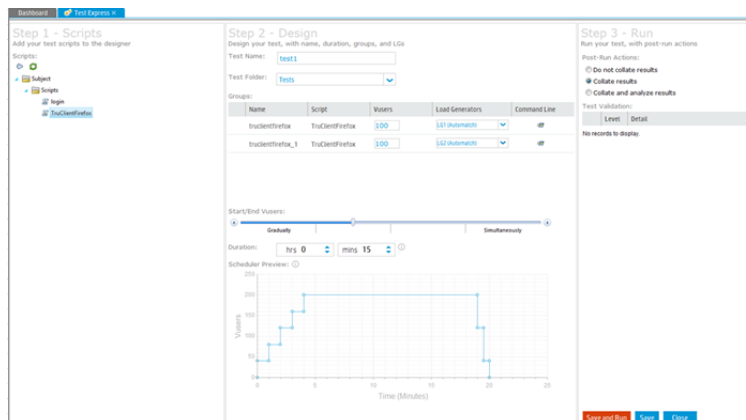 Dashboard
Test Express ×
Step 1 - Scripts
Add your test scripts to the designer
Scripts:
Subject
Scripts
login
TruClientFirefox
Step 2 - Design
Design your test, with name, duration, groups, and LGs
Test Name: test1
Test Folder: Tests
Groups:
Name Script Vusers Load Generators Command Line
truclientfirefox TruClientFirefox 100 LG1 (Automatch)
truclientfirefox_1 TruClientFirefox 100 LG2 (Automatch)
Start/End Vusers:
Gradually Simultaneously
Duration: hrs 0 mins 15
Scheduler Preview:
250
200
150
100
50
0
Vusers
0 5 10 15 20 25
Time (Minutes)
Step 3 - Run
Run your test, with post-run actions
Post-Run Actions:
Do not collate results
Collate results
Collate and analyze results
Test Validation:
Level Detail
No records to display.
Save and Run Save Close